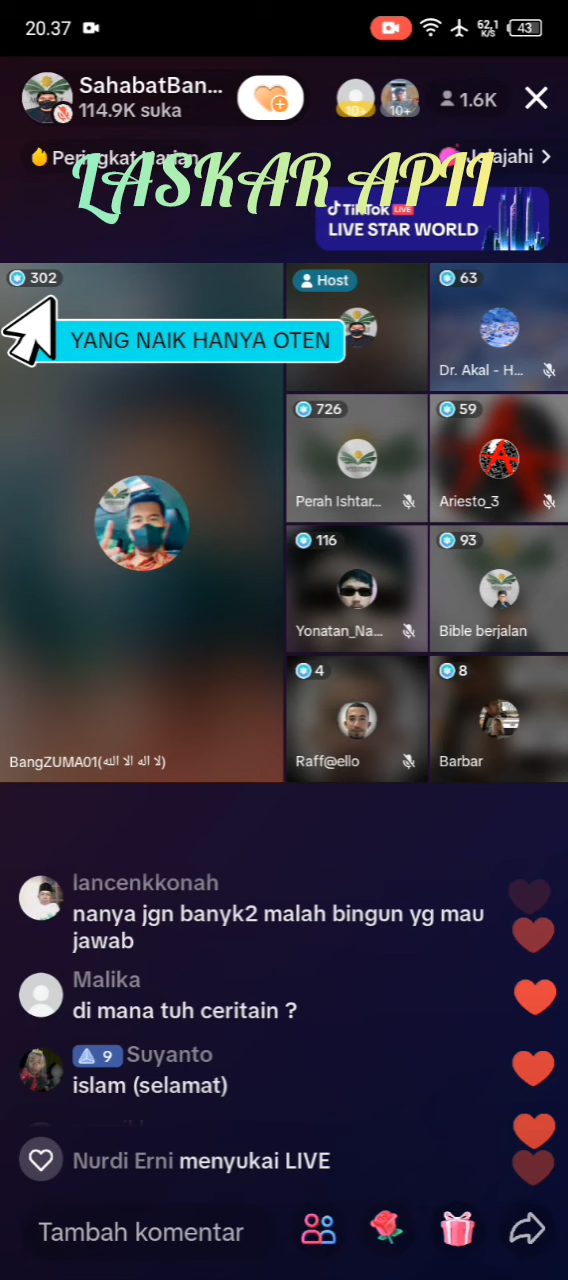 20.37
62,1
K/S
43
SahabatBan...
114.9K suka
10+
10+
1.6K
Peringkat Harian
Jelajahi >
LASKAR APII
TikTok LIVE
LIVE STAR WORLD
302
Host
63
YANG NAIK HANYA OTEN
Dr. Akal - H...
726
59
Perah Ishtar...
Ariesto_3
116
93
Yonatan_Na...
Bible berjalan
4
8
BangZUMA01(لا اله الا الله)
Raff@ello
Barbar
lancenkkonah
nanya jgn banyk2 malah bingun yg mau
jawab
Malika
di mana tuh ceritain ?
9 Suyanto
islam (selamat)
Nurdi Erni menyukai LIVE
Tambah komentar